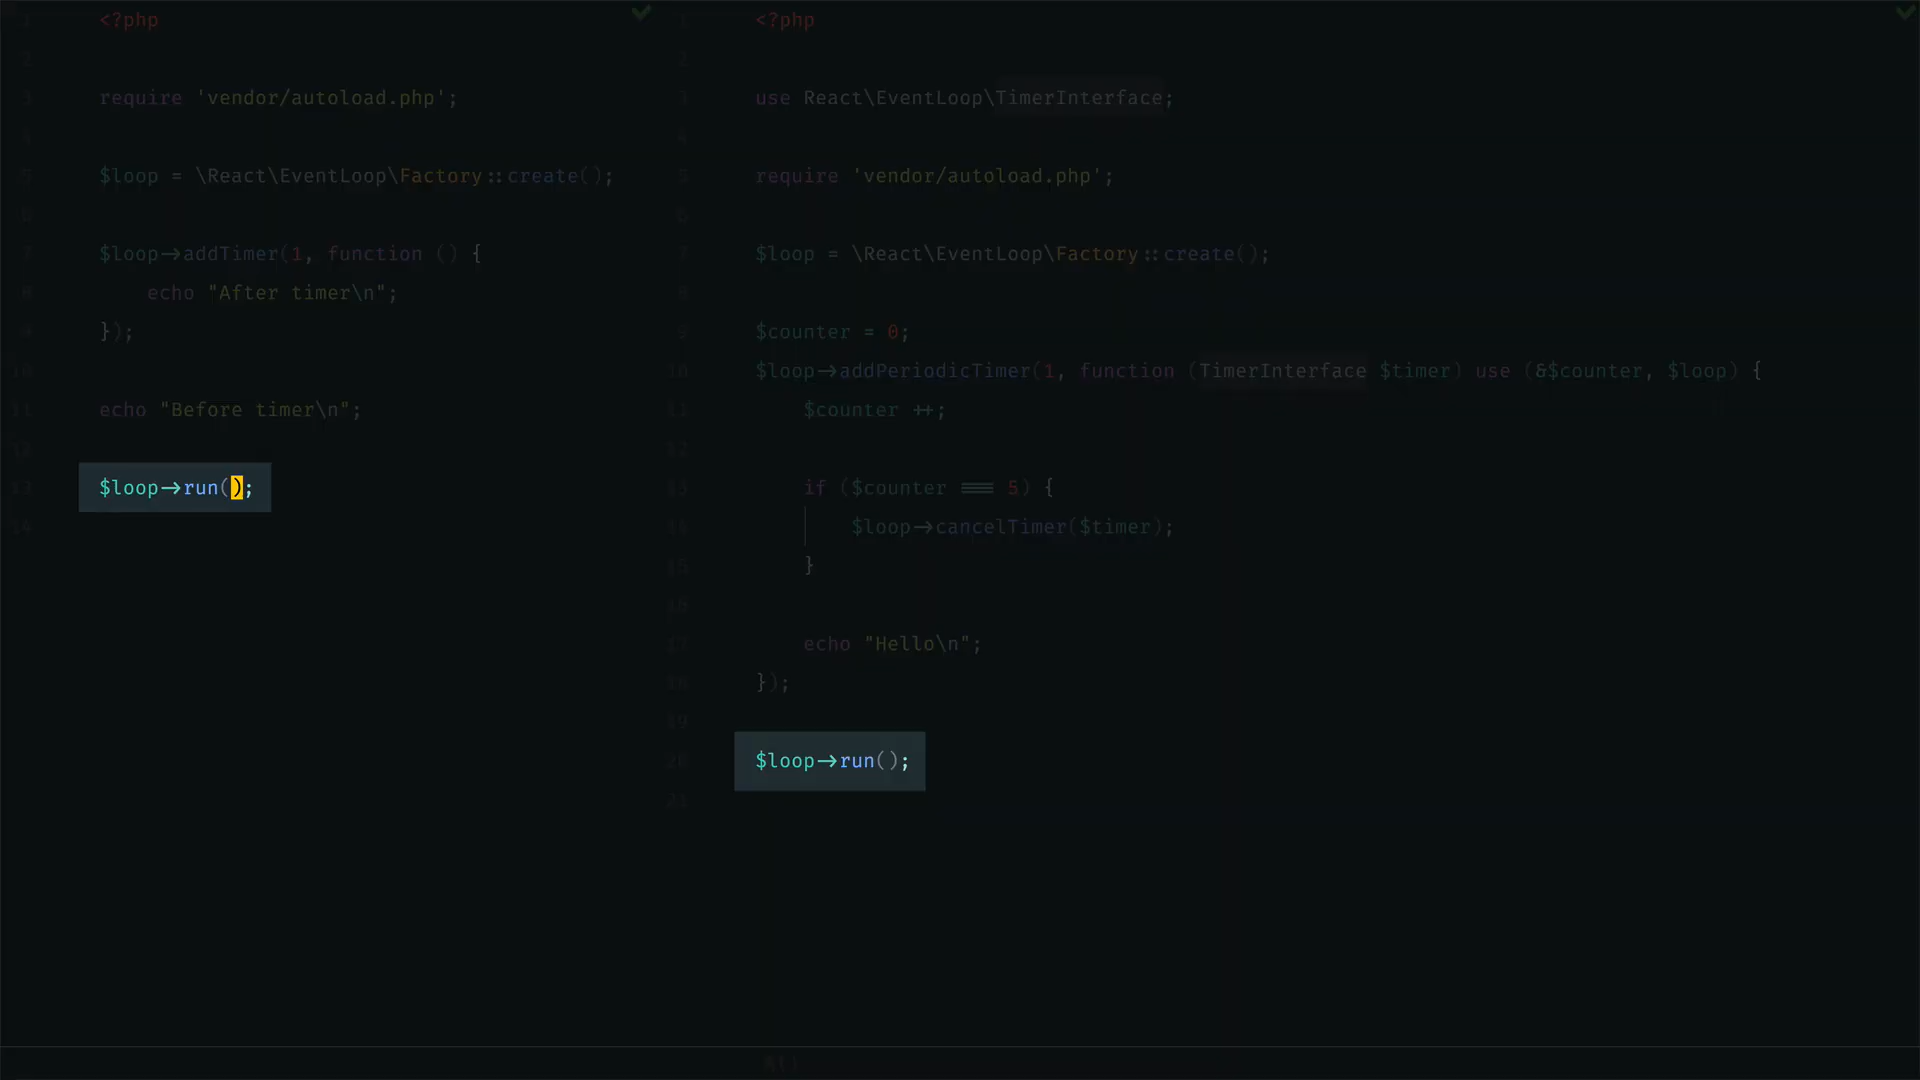 <?php
require 'vendor/autoload.php';
$loop = \React\EventLoop\Factory::create();
$loop->addTimer(1, function () {
    echo "After timer\n";
});
echo "Before timer\n";
$loop->run();
<?php
use React\EventLoop\TimerInterface;
require 'vendor/autoload.php';
$loop = \React\EventLoop\Factory::create();
$counter = 0;
$loop->addPeriodicTimer(1, function (TimerInterface $timer) use (&$counter, $loop) {
    $counter ++;
    if ($counter === 5) {
        $loop->cancelTimer($timer);
    }
    echo "Hello\n";
});
$loop->run();